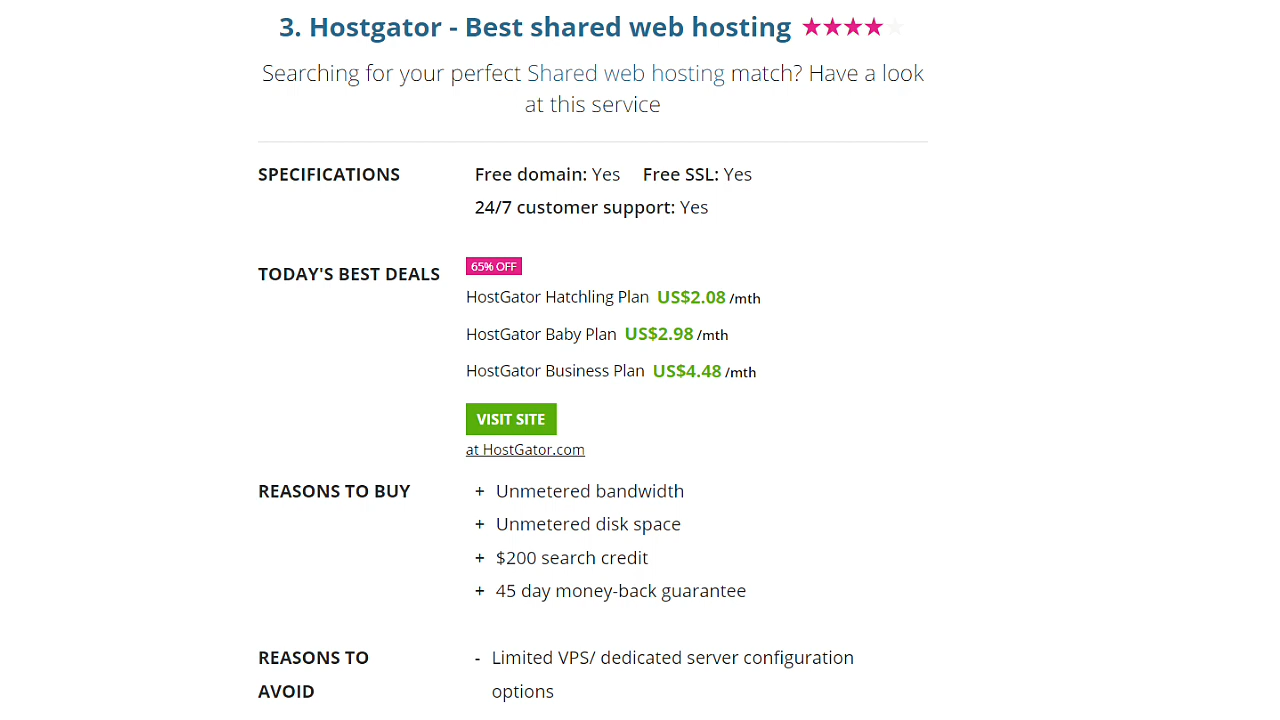 3. Hostgator - Best shared web hosting
Searching for your perfect Shared web hosting match? Have a look
at this service
SPECIFICATIONS
Free domain: Yes Free SSL: Yes
24/7 customer support: Yes
TODAY'S BEST DEALS
65% OFF
HostGator Hatchling Plan US$2.08 /mth
HostGator Baby Plan US$2.98 /mth
HostGator Business Plan US$4.48 /mth
VISIT SITE
at HostGator.com
REASONS TO BUY
+ Unmetered bandwidth
+ Unmetered disk space
+ $200 search credit
+ 45 day money-back guarantee
REASONS TO
AVOID
- Limited VPS/ dedicated server configuration
options